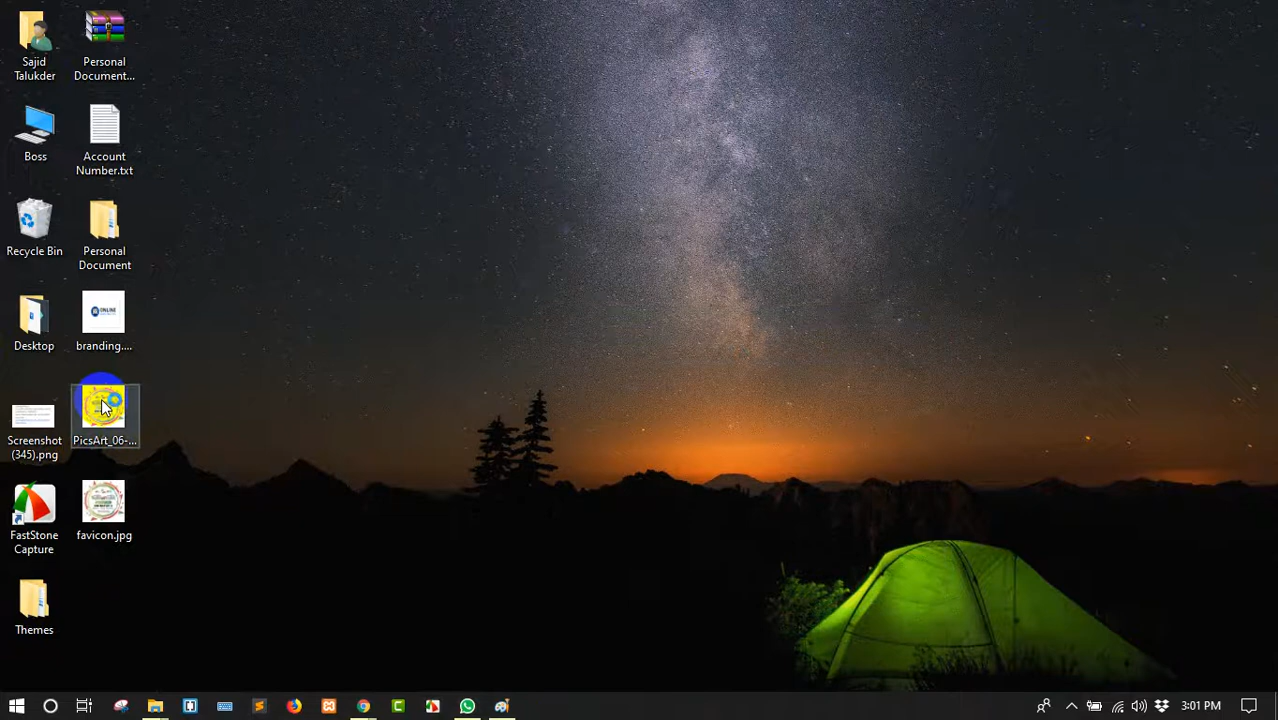 Sajid
Talukder
Personal
Document...
Boss
Account
Number.txt
Recycle Bin
Personal
Document
Desktop
ONLINE
branding....
Screenshot
(345).png
PicsArt_06-...
FastStone
Capture
favicon.jpg
Themes
3:01 PM